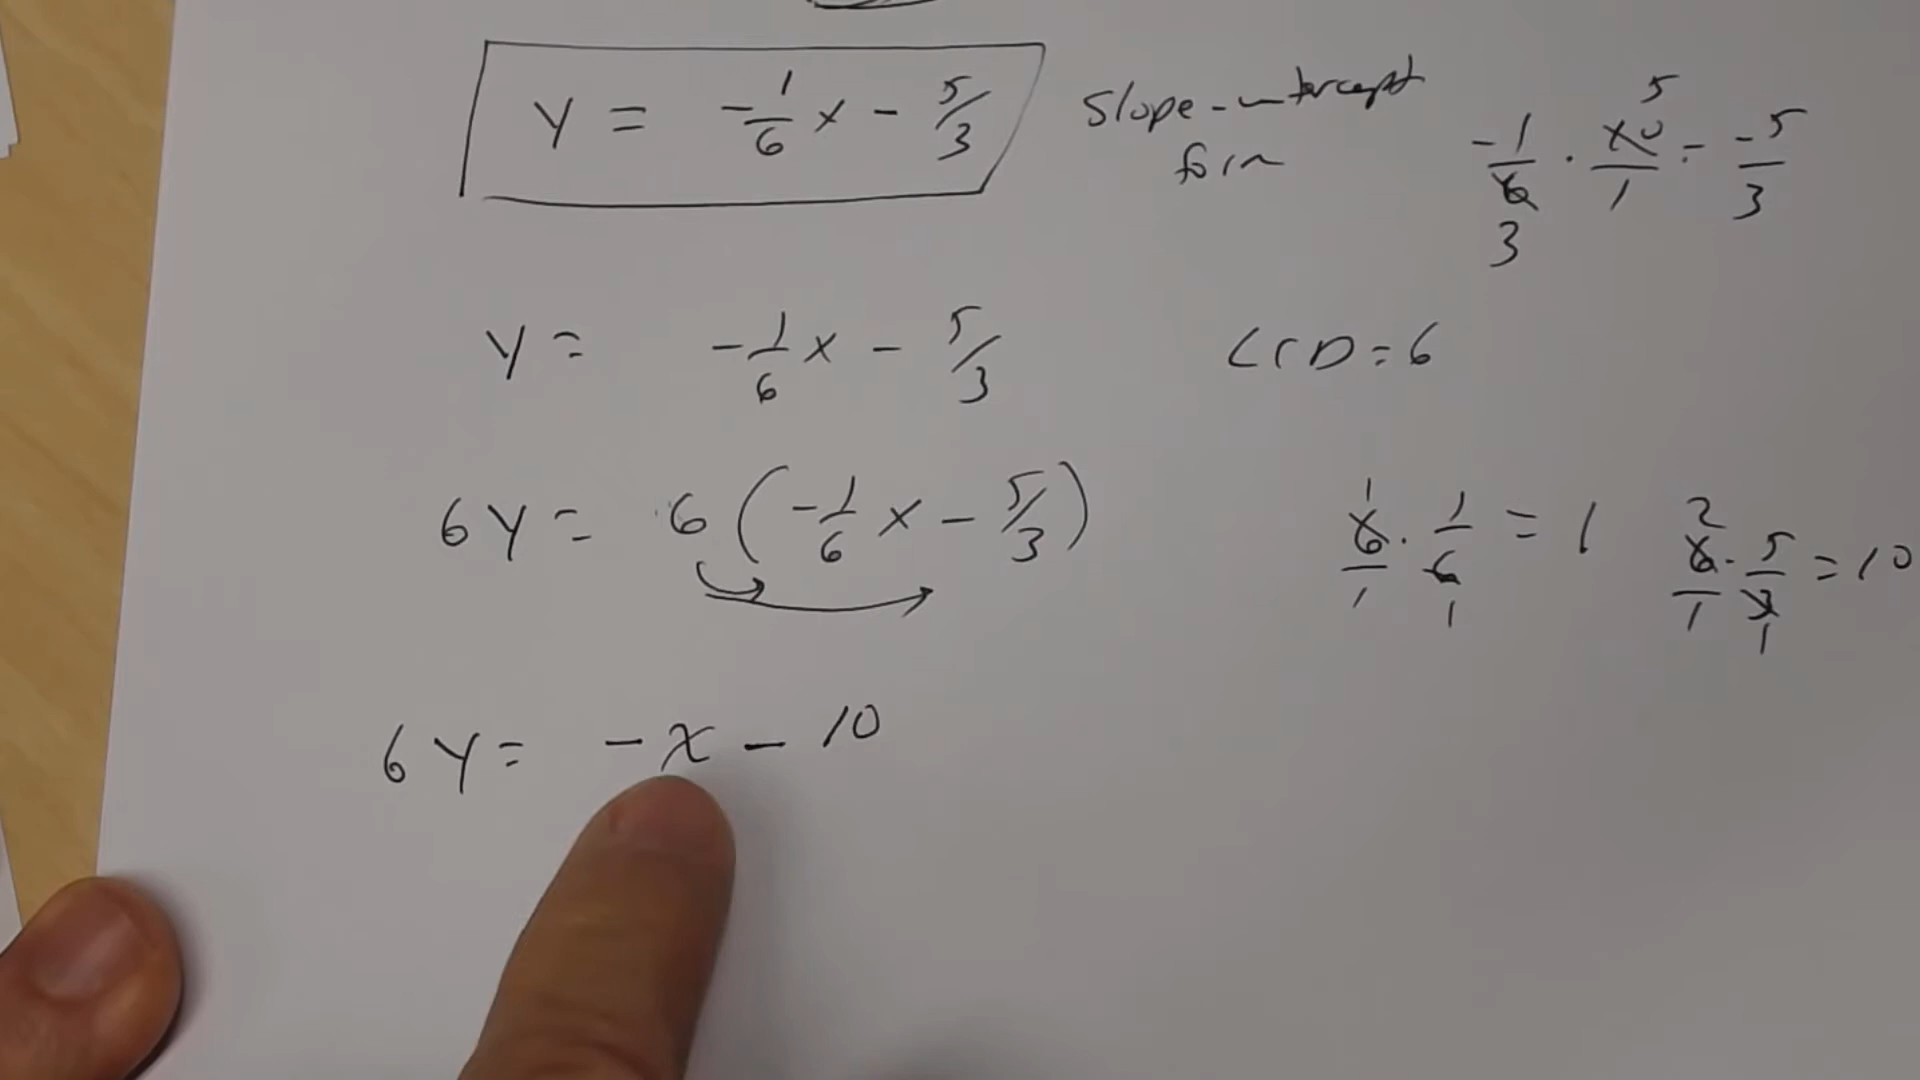 y = -1/6 x - 5/3
Slope-intercept
form
-1/6 · 10/1 = -5/3
5
3
y = -1/6 x - 5/3
LCD = 6
6y = 6(-1/6 x - 5/3)
6/1 · 1/6 = 1
1
1
6/1 · 5/3 = 10
2
1
6y = -x - 10